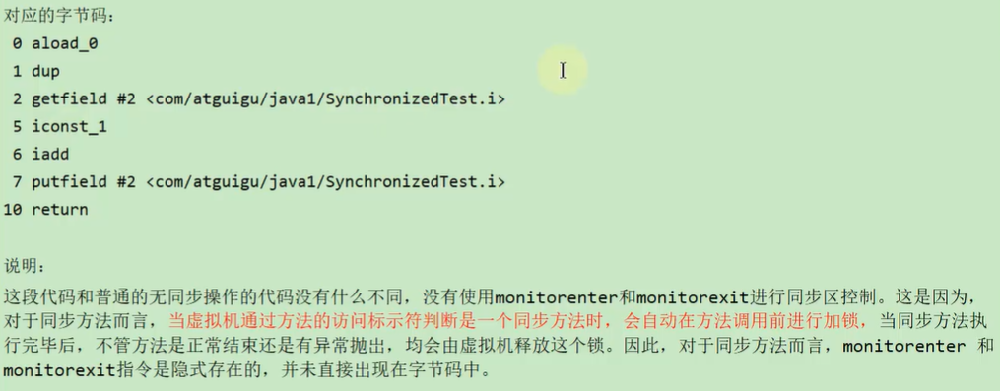 对应的字节码：
0 aload_0
1 dup
2 getfield #2 <com/atguigu/java1/SynchronizedTest.i>
5 iconst_1
6 iadd
7 putfield #2 <com/atguigu/java1/SynchronizedTest.i>
10 return
说明：
这段代码和普通的无同步操作的代码没有什么不同，没有使用monitorenter和monitorexit进行同步区控制。这是因为，
对于同步方法而言，当虚拟机通过方法的访问标示符判断是一个同步方法时，会自动在方法调用前进行加锁，当同步方法执
行完毕后，不管方法是正常结束还是有异常抛出，均会由虚拟机释放这个锁。因此，对于同步方法而言，monitorenter 和
monitorexit指令是隐式存在的，并未直接出现在字节码中。